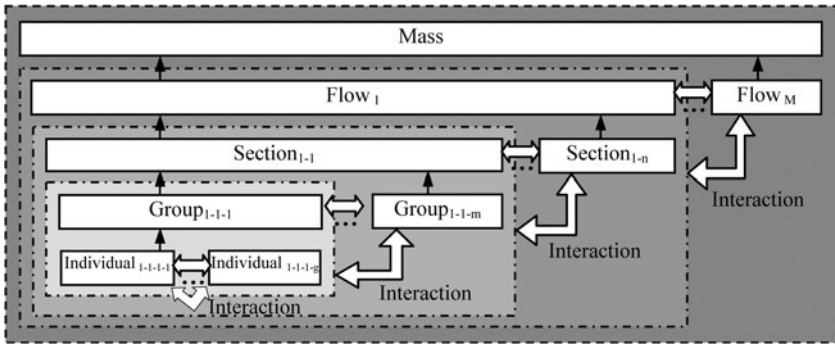 Mass
Flow 1 ... Flow M
Section1-1 ... Section1-n
Interaction
Group1-1-1 ... Group1-1-m
Interaction
Individual 1-1-1-1 ... Individual 1-1-1-g
Interaction
Interaction